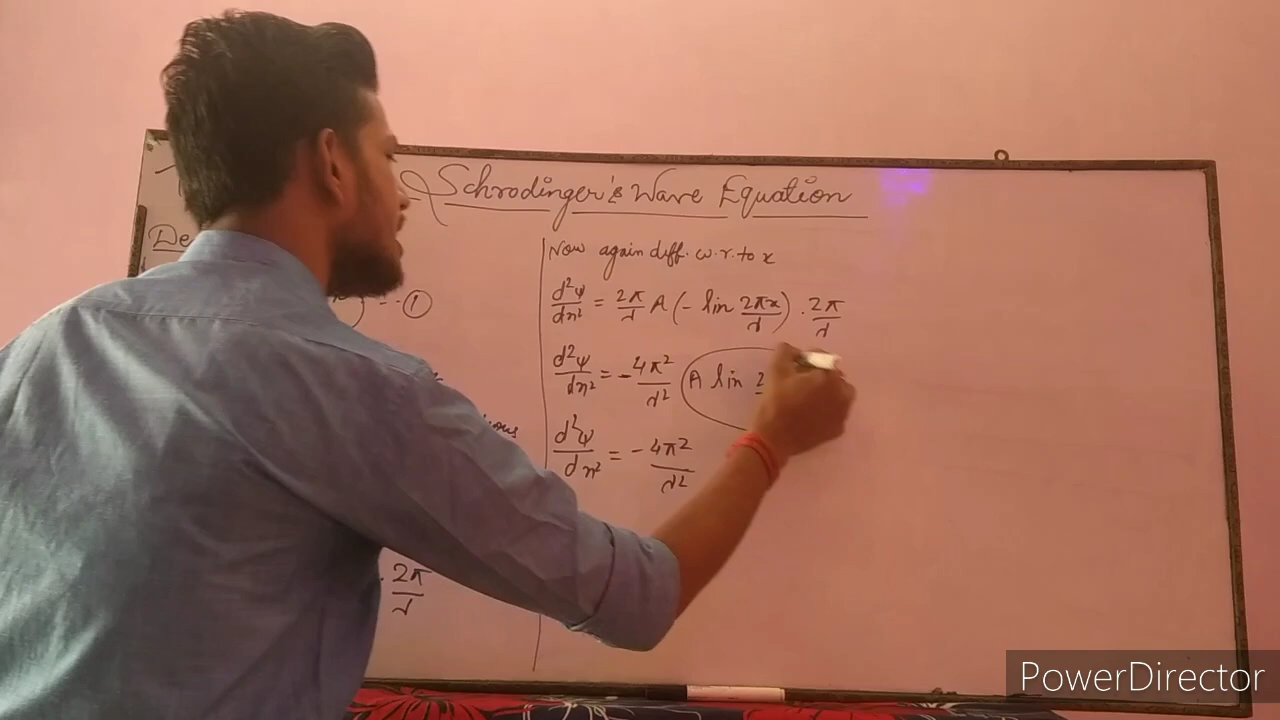 Schrodinger's Wave Equation
De
--- ①
. 2π/λ
Now again diff. w.r. to x
d²ψ/dx² = 2π/λ A (- sin 2πx/λ) . 2π/λ
d²ψ/dx² = - 4π²/λ² (A sin 2
d²ψ/dx² = - 4π²/λ²
PowerDirector